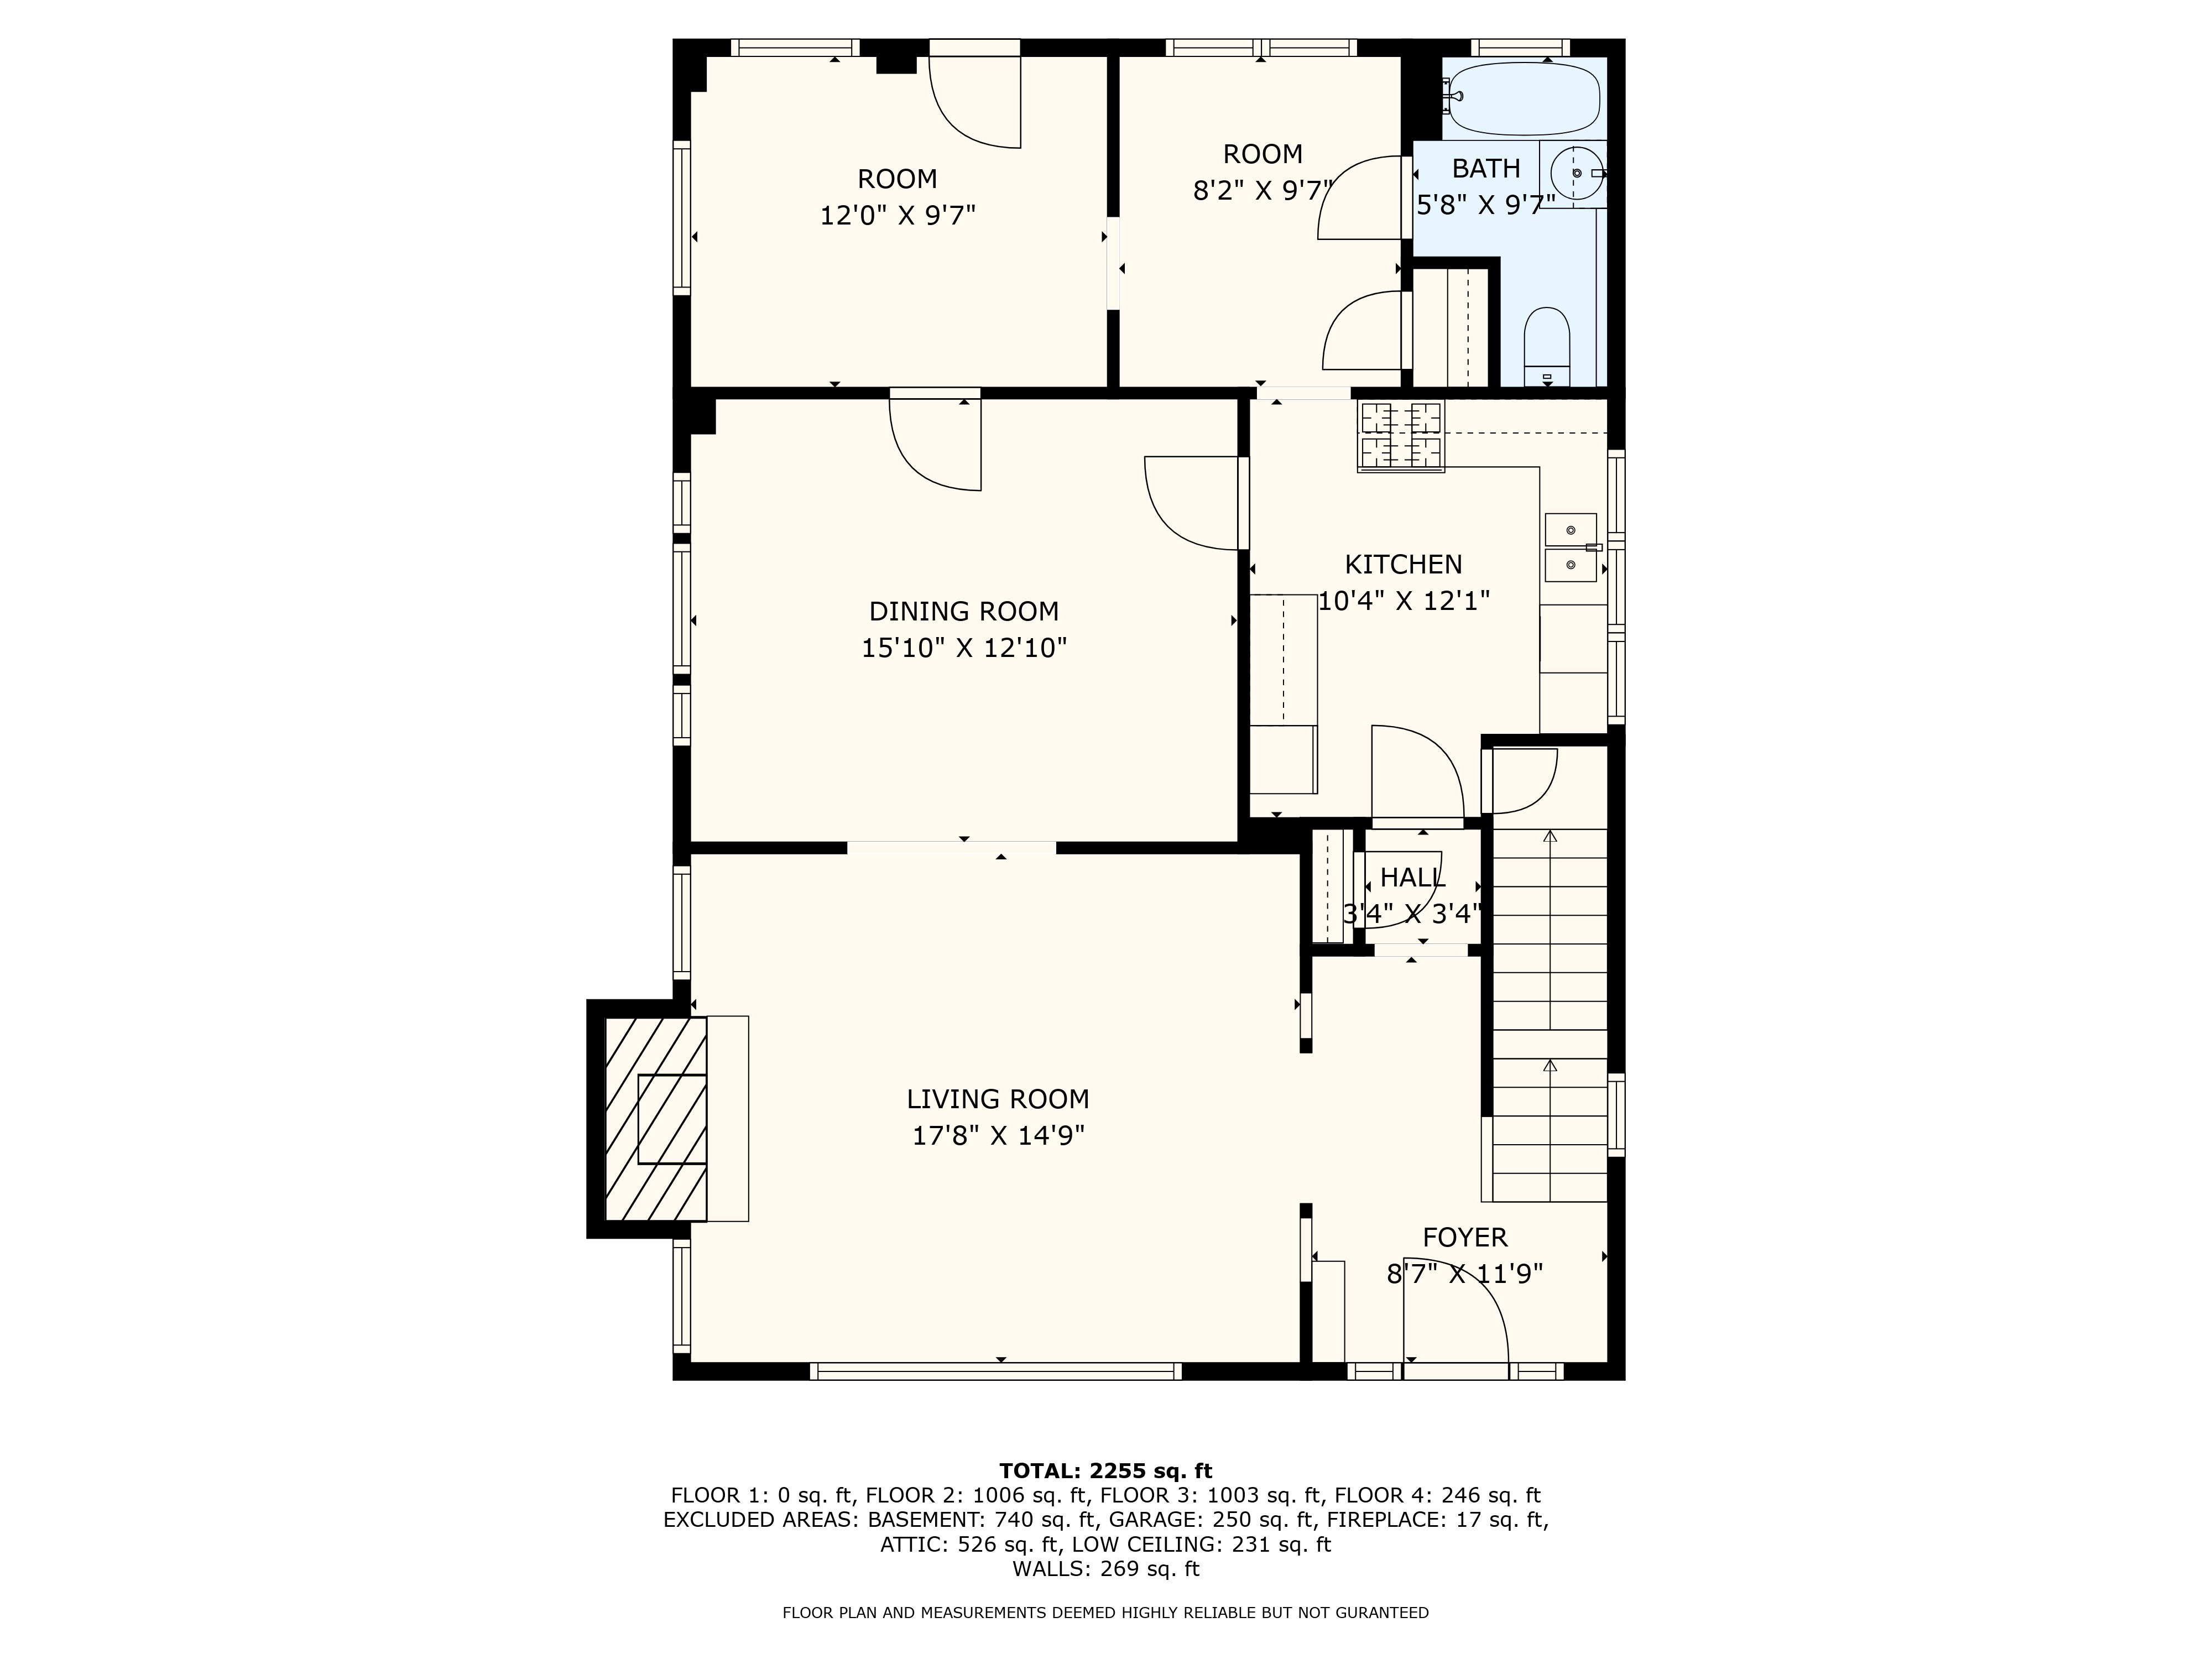 ROOM
12'0" X 9'7"
ROOM
8'2" X 9'7"
BATH
5'8" X 9'7"
DINING ROOM
15'10" X 12'10"
KITCHEN
10'4" X 12'1"
HALL
3'4" X 3'4"
LIVING ROOM
17'8" X 14'9"
FOYER
8'7" X 11'9"
TOTAL: 2255 sq. ft
FLOOR 1: 0 sq. ft, FLOOR 2: 1006 sq. ft, FLOOR 3: 1003 sq. ft, FLOOR 4: 246 sq. ft
EXCLUDED AREAS: BASEMENT: 740 sq. ft, GARAGE: 250 sq. ft, FIREPLACE: 17 sq. ft,
ATTIC: 526 sq. ft, LOW CEILING: 231 sq. ft
WALLS: 269 sq. ft
FLOOR PLAN AND MEASUREMENTS DEEMED HIGHLY RELIABLE BUT NOT GURANTEED